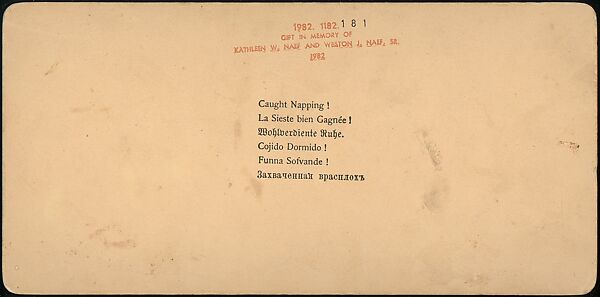 1982. 1182.181
GIFT IN MEMORY OF
KATHLEEN W. NAEF AND WESTON J. NAEF, SR.
1982
Caught Napping !
La Sieste bien Gagnée !
Wohlverdiente Ruhe.
Cojido Dormido !
Funna Sofvande !
Захваченная врасплохъ